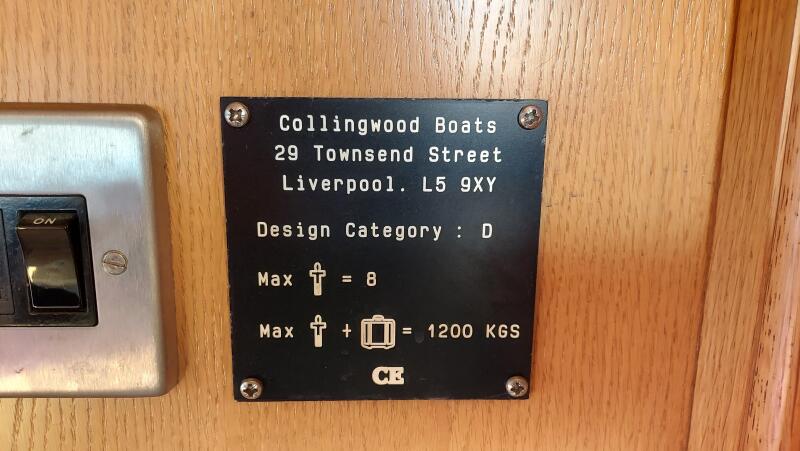 Collingwood Boats
29 Townsend Street
Liverpool. L5 9XY
Design Category : D
Max = 8
Max + = 1200 KGS
CE
ON